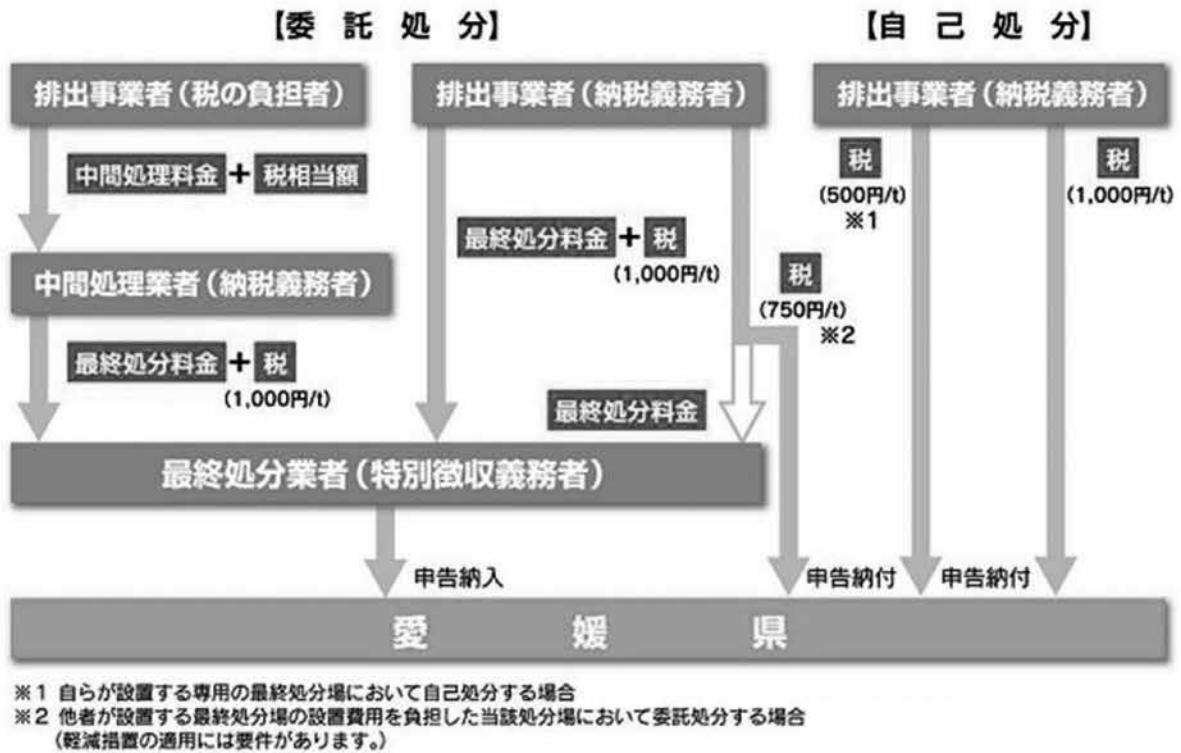 【委託処分】
【自己処分】
排出事業者(税の負担者)
排出事業者(納税義務者)
排出事業者(納税義務者)
中間処理料金+税相当額
税
(500円/t)
※1
税
(1,000円/t)
最終処分料金+税
(1,000円/t)
中間処理業者(納税義務者)
税
(750円/t)
※2
最終処分料金+税
(1,000円/t)
最終処分料金
最終処分業者(特別徴収義務者)
申告納入
申告納付
申告納付
愛媛県
※1 自らが設置する専用の最終処分場において自己処分する場合
※2 他者が設置する最終処分場の設置費用を負担した当該処分場において委託処分する場合
(軽減措置の適用には要件があります。)